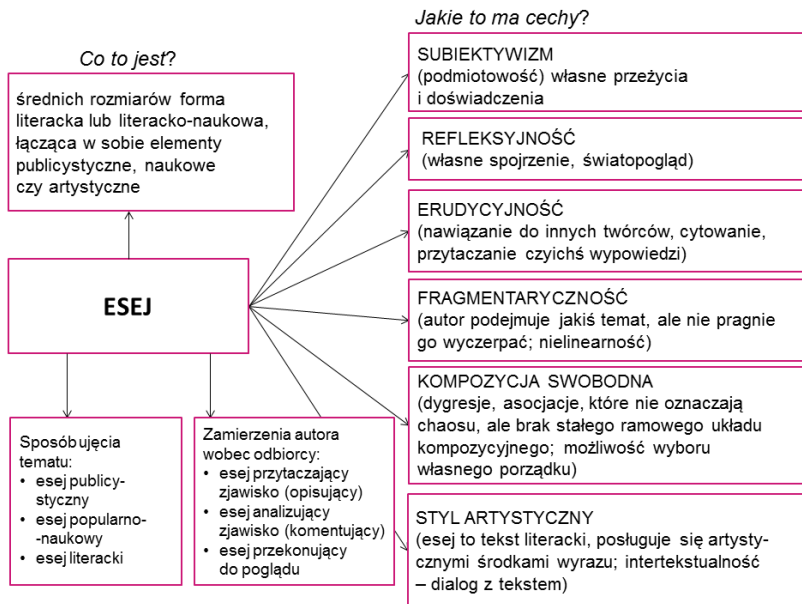 Co to jest?
średnich rozmiarów forma
literacka lub literacko-naukowa,
łącząca w sobie elementy
publicystyczne, naukowe
czy artystyczne
ESEJ
Sposób ujęcia
tematu:
• esej publicy-
styczny
• esej popularno-
-naukowy
• esej literacki
Zamierzenia autora
wobec odbiorcy:
• esej przytaczający
zjawisko (opisujący)
• esej analizujący
zjawisko (komentujący)
• esej przekonujący
do poglądu
Jakie to ma cechy?
SUBIEKTYWIZM
(podmiotowość) własne przeżycia
i doświadczenia
REFLEKSYJNOŚĆ
(własne spojrzenie, światopogląd)
ERUDYCYJNOŚĆ
(nawiązanie do innych twórców, cytowanie,
przytaczanie czyichś wypowiedzi)
FRAGMENTARYCZNOŚĆ
(autor podejmuje jakiś temat, ale nie pragnie
go wyczerpać; nielinearność)
KOMPOZYCJA SWOBODNA
(dygresje, asocjacje, które nie oznaczają
chaosu, ale brak stałego ramowego układu
kompozycyjnego; możliwość wyboru
własnego porządku)
STYL ARTYSTYCZNY
(esej to tekst literacki, posługuje się artysty-
cznymi środkami wyrazu; intertekstualność
– dialog z tekstem)